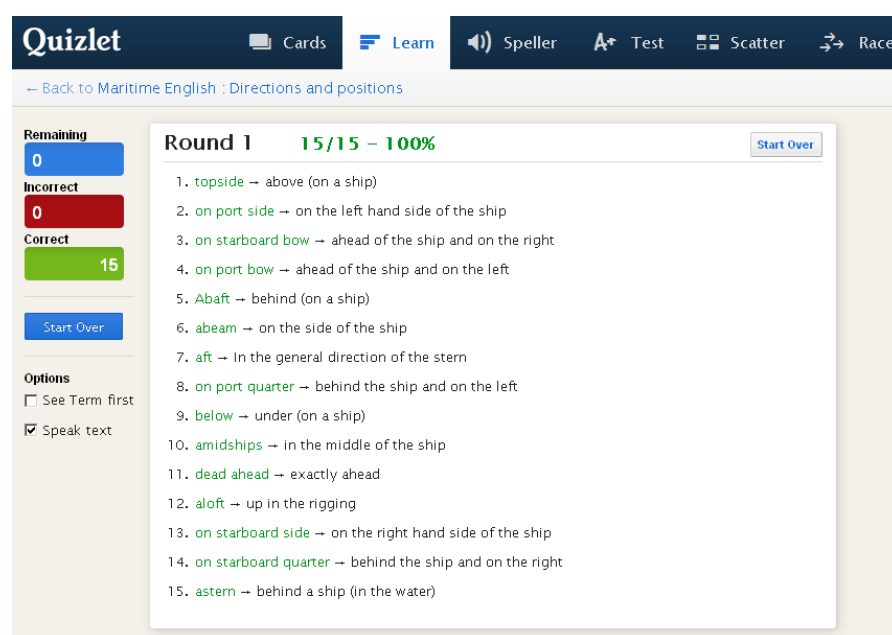 Quizlet
Cards
Learn
Speller
A+ Test
Scatter
Race
← Back to Maritime English : Directions and positions
Remaining
0
Incorrect
0
Correct
15
Start Over
Options
See Term first
Speak text
Round 1 15/15 – 100%
Start Over
1. topside → above (on a ship)
2. on port side → on the left hand side of the ship
3. on starboard bow → ahead of the ship and on the right
4. on port bow → ahead of the ship and on the left
5. Abaft → behind (on a ship)
6. abeam → on the side of the ship
7. aft → In the general direction of the stern
8. on port quarter → behind the ship and on the left
9. below → under (on a ship)
10. amidships → in the middle of the ship
11. dead ahead → exactly ahead
12. aloft → up in the rigging
13. on starboard side → on the right hand side of the ship
14. on starboard quarter → behind the ship and on the right
15. astern → behind a ship (in the water)